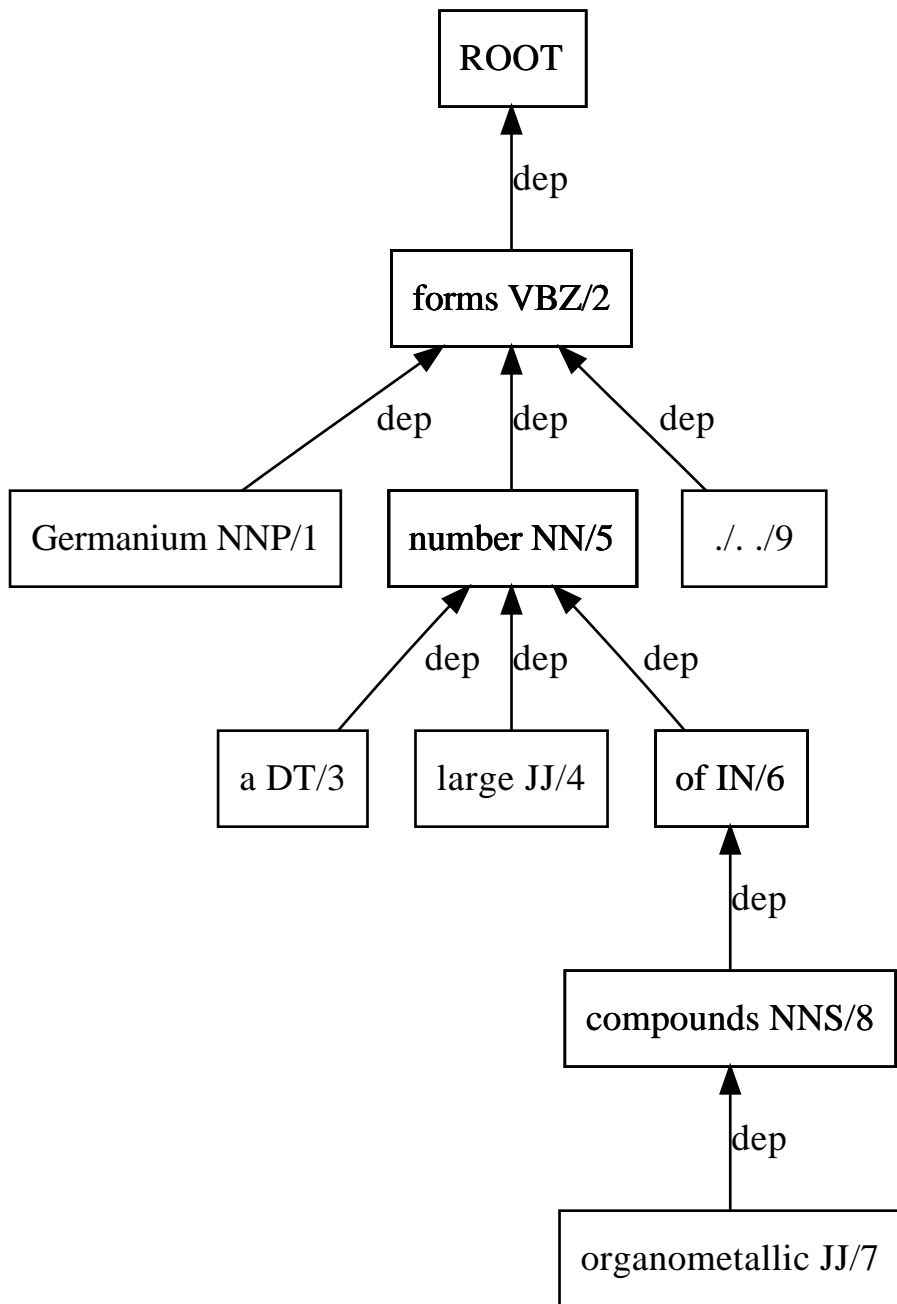 ROOT
dep
forms VBZ/2
dep dep dep
Germanium NNP/1 number NN/5 ./. ./9
dep dep dep
a DT/3 large JJ/4 of IN/6
dep
compounds NNS/8
dep
organometallic JJ/7